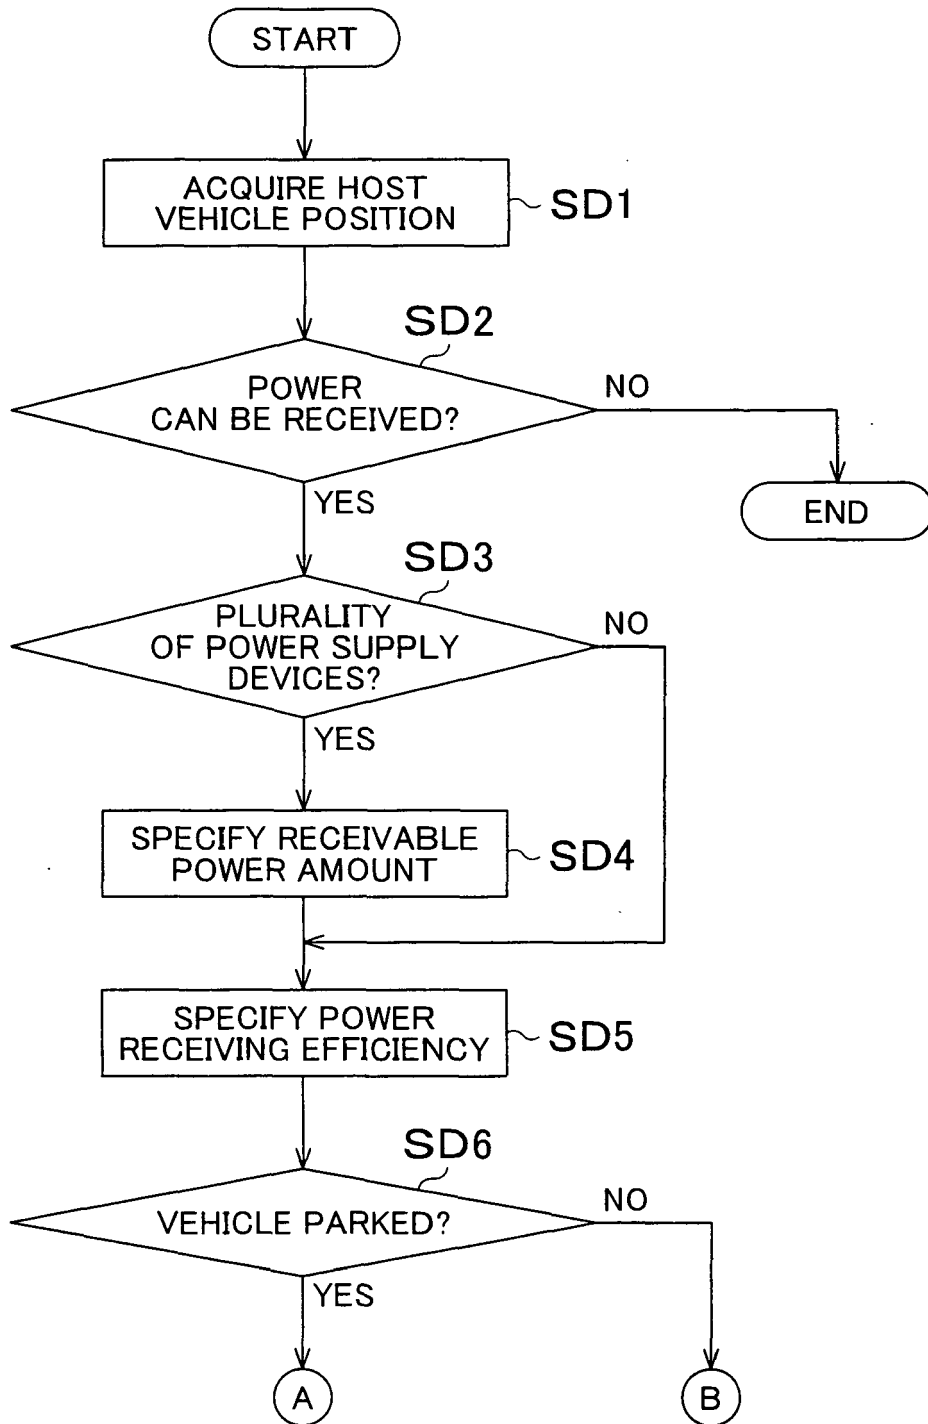 START
ACQUIRE HOST
VEHICLE POSITION
SD1
SD2
POWER
CAN BE RECEIVED?
NO
YES
END
SD3
PLURALITY
OF POWER SUPPLY
DEVICES?
NO
YES
SPECIFY RECEIVABLE
POWER AMOUNT
SD4
SPECIFY POWER
RECEIVING EFFICIENCY
SD5
SD6
VEHICLE PARKED?
NO
YES
A
B